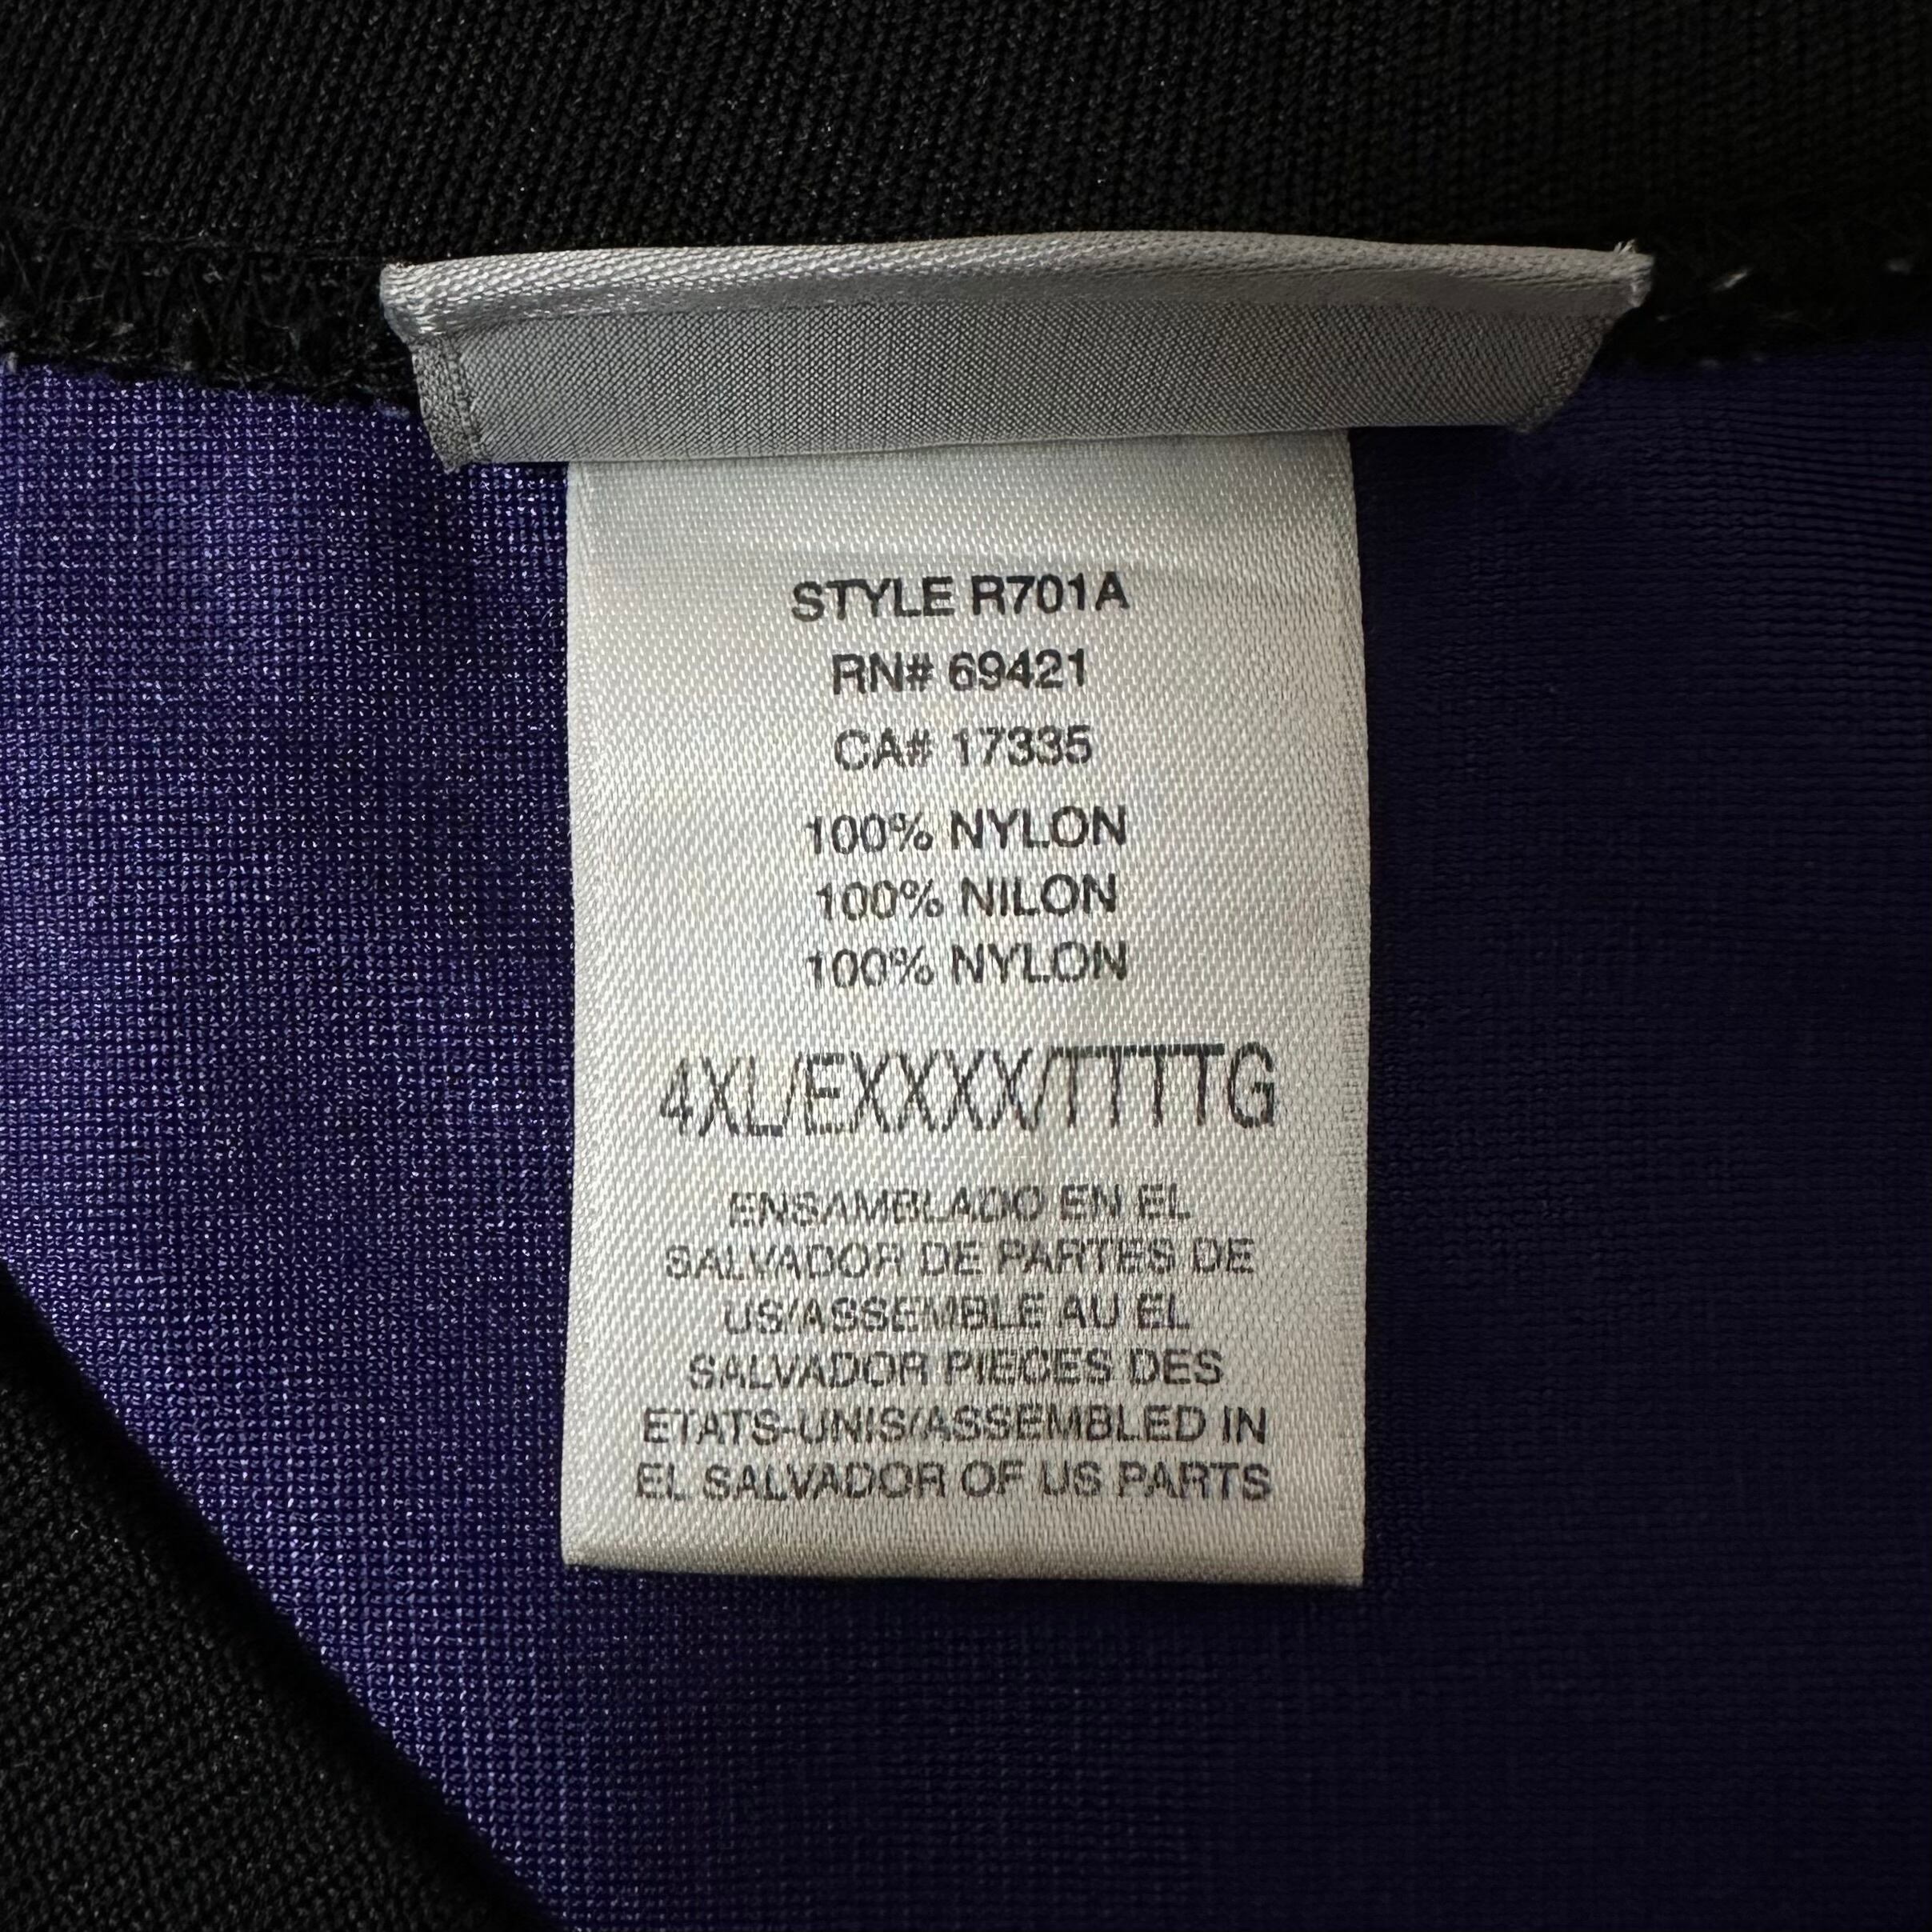 STYLE R701A
RN# 69421
CA# 17335
100% NYLON
100% NILON
100% NYLON
4XL/EXXXX/TTTTG
ENSAMBLADO EN EL
SALVADOR DE PARTES DE
US/ASSEMBLE AU EL
SALVADOR PIECES DES
ETATS-UNIS/ASSEMBLED IN
EL SALVADOR OF US PARTS